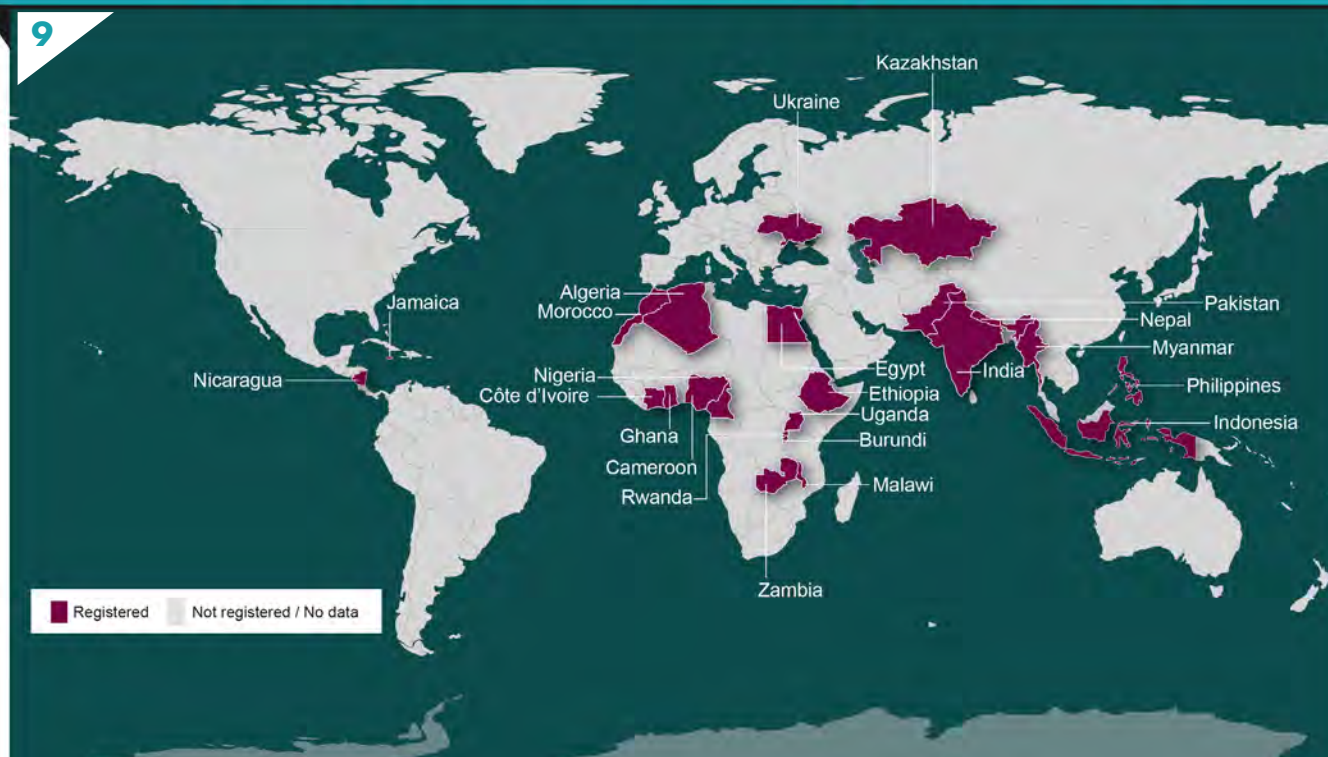 9
Kazakhstan
Ukraine
Algeria
Jamaica
Pakistan
Morocco
Nepal
Myanmar
Egypt
India
Nigeria
Nicaragua
Philippines
Côte d'Ivoire
Ethiopia
Uganda
Indonesia
Ghana
Burundi
Cameroon
Malawi
Rwanda
Zambia
Registered
Not registered / No data